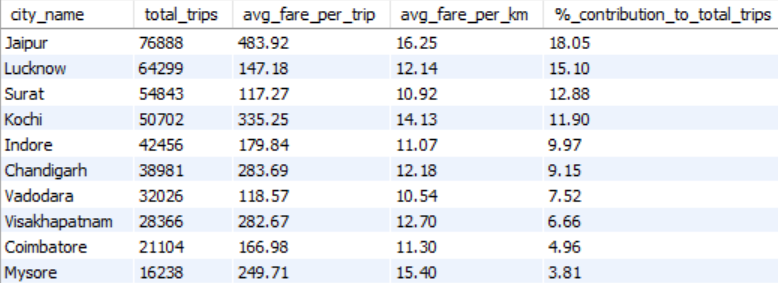 city_name total_trips avg_fare_per_trip avg_fare_per_km %_contribution_to_total_trips
Jaipur 76888 483.92 16.25 18.05
Lucknow 64299 147.18 12.14 15.10
Surat 54843 117.27 10.92 12.88
Kochi 50702 335.25 14.13 11.90
Indore 42456 179.84 11.07 9.97
Chandigarh 38981 283.69 12.18 9.15
Vadodara 32026 118.57 10.54 7.52
Visakhapatnam 28366 282.67 12.70 6.66
Coimbatore 21104 166.98 11.30 4.96
Mysore 16238 249.71 15.40 3.81